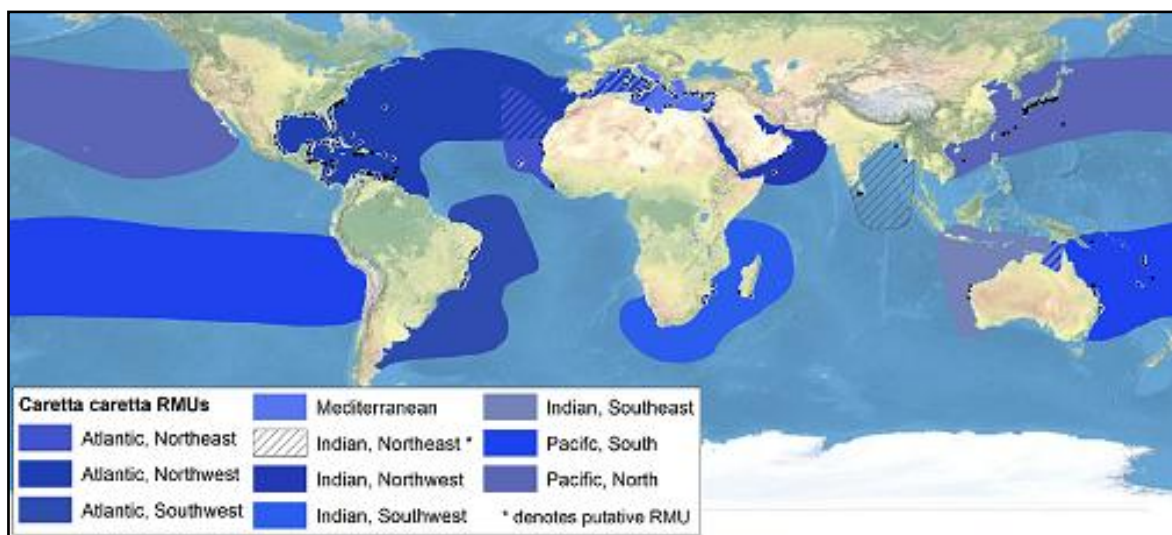 Caretta caretta RMUs
Atlantic, Northeast
Atlantic, Northwest
Atlantic, Southwest
Mediterranean
Indian, Northeast *
Indian, Northwest
Indian, Southwest
Indian, Southeast
Pacifc, South
Pacific, North
* denotes putative RMU